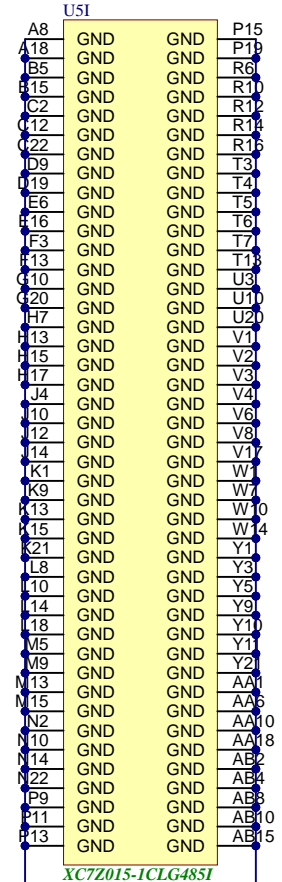 U5I
A8 GND GND P15
A18 GND GND P19
B5 GND GND R6
B15 GND GND R10
C2 GND GND R12
C12 GND GND R14
C22 GND GND R16
D9 GND GND T3
D19 GND GND T4
E6 GND GND T5
E16 GND GND T6
F3 GND GND T7
F13 GND GND T13
G10 GND GND U3
G20 GND GND U10
H7 GND GND U20
H13 GND GND V1
H15 GND GND V2
H17 GND GND V3
J4 GND GND V4
J10 GND GND V6
J12 GND GND V8
J14 GND GND V17
K1 GND GND W1
K9 GND GND W7
K13 GND GND W10
K15 GND GND W14
K21 GND GND Y1
L8 GND GND Y3
L10 GND GND Y5
L14 GND GND Y9
L18 GND GND Y10
M5 GND GND Y11
M9 GND GND Y21
M13 GND GND AA1
M15 GND GND AA6
N2 GND GND AA10
N10 GND GND AA18
N14 GND GND AB2
N22 GND GND AB4
P9 GND GND AB8
P11 GND GND AB10
P13 GND GND AB15
XC7Z015-1CLG485I